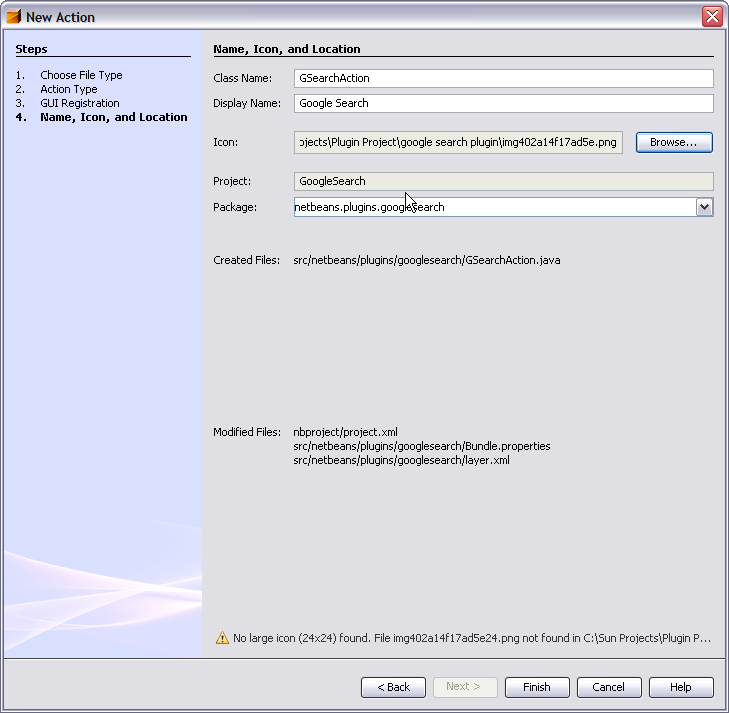 New Action
Steps
1. Choose File Type
2. Action Type
3. GUI Registration
4. Name, Icon, and Location
Name, Icon, and Location
Class Name: GSearchAction
Display Name: Google Search
Icon: ojects\Plugin Project\google search plugin\img402a14f17ad5e.png Browse...
Project: GoogleSearch
Package: netbeans.plugins.googlesearch
Created Files: src/netbeans/plugins/googlesearch/GSearchAction.java
Modified Files: nbproject/project.xml
src/netbeans/plugins/googlesearch/Bundle.properties
src/netbeans/plugins/googlesearch/layer.xml
No large icon (24x24) found. File img402a14f17ad5e24.png not found in C:\Sun Projects\Plugin P...
< Back Next > Finish Cancel Help